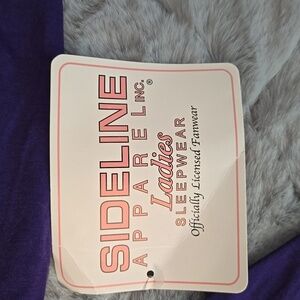 SIDELINE
APPAREL INC.®
Ladies
SLEEPWEAR
Officially Licensed Fanwear